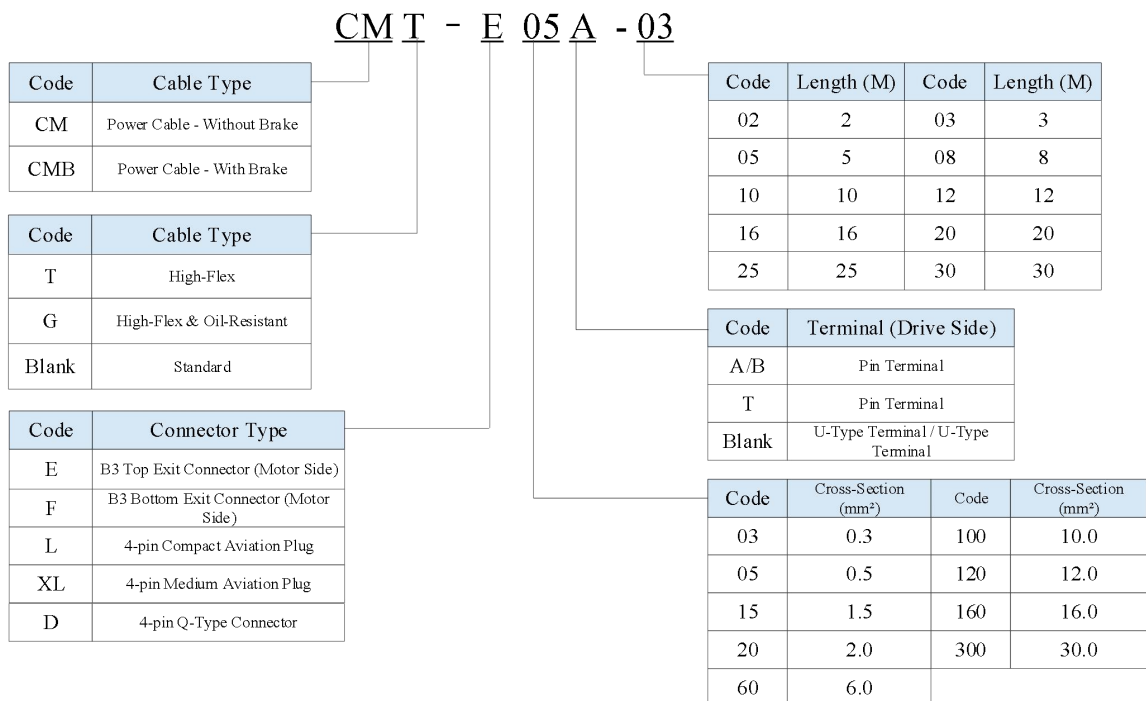 CMT - E 05 A - 03
Code Cable Type
CM Power Cable - Without Brake
CMB Power Cable - With Brake
Code Cable Type
T High-Flex
G High-Flex & Oil-Resistant
Blank Standard
Code Connector Type
E B3 Top Exit Connector (Motor Side)
F B3 Bottom Exit Connector (Motor
Side)
L 4-pin Compact Aviation Plug
XL 4-pin Medium Aviation Plug
D 4-pin Q-Type Connector
Code Length (M) Code Length (M)
02 2 03 3
05 5 08 8
10 10 12 12
16 16 20 20
25 25 30 30
Code Terminal (Drive Side)
A/B Pin Terminal
T Pin Terminal
Blank U-Type Terminal / U-Type
Terminal
Code Cross-Section
(mm²) Code Cross-Section
(mm²)
03 0.3 100 10.0
05 0.5 120 12.0
15 1.5 160 16.0
20 2.0 300 30.0
60 6.0